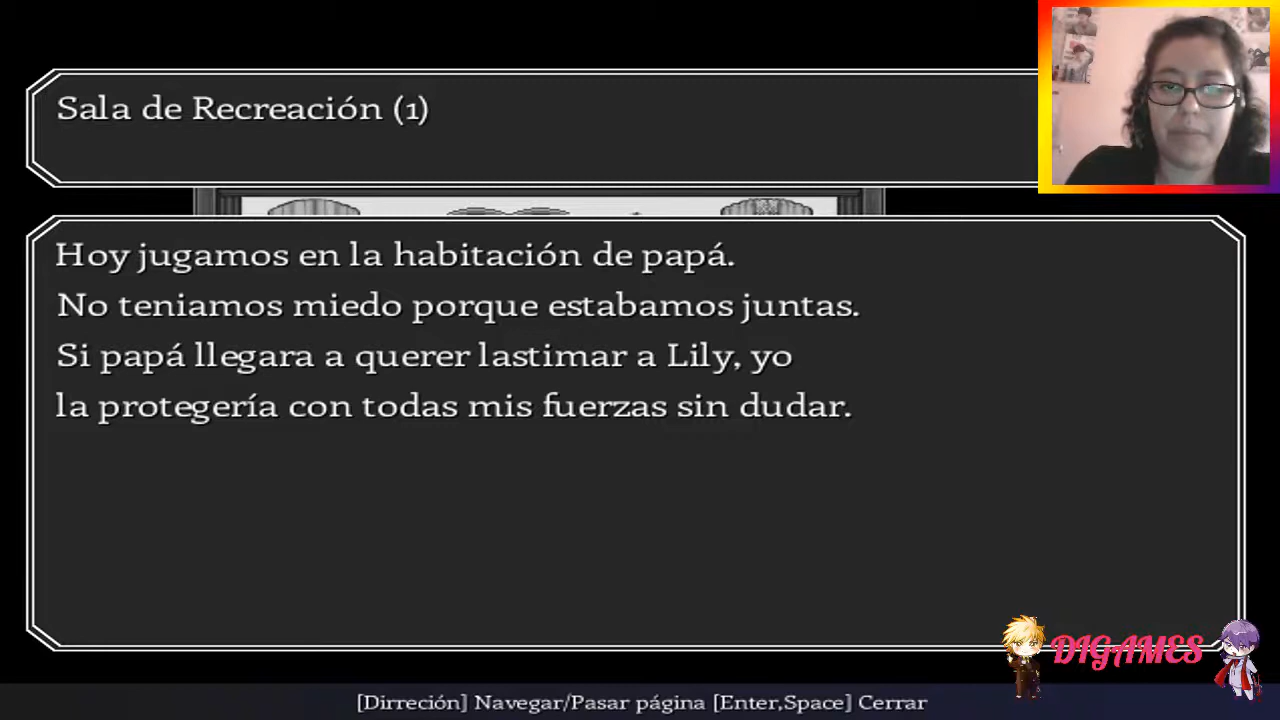 Sala de Recreación (1)
Hoy jugamos en la habitación de papá.
No teniamos miedo porque estabamos juntas.
Si papá llegara a querer lastimar a Lily, yo
la protegería con todas mis fuerzas sin dudar.
DIGAMES
[Dirreción] Navegar/Pasar página [Enter,Space] Cerrar